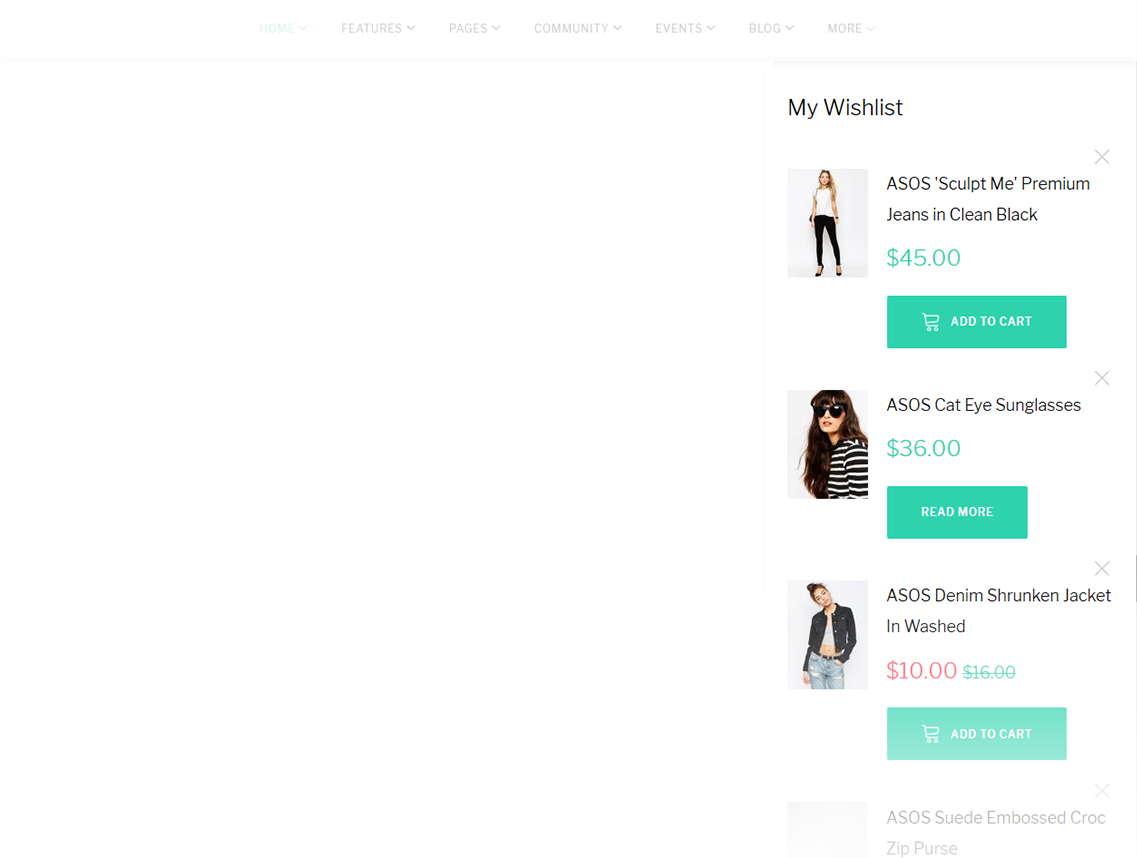 HOME FEATURES PAGES COMMUNITY EVENTS BLOG MORE
My Wishlist
ASOS 'Sculpt Me' Premium
Jeans in Clean Black
$45.00
ADD TO CART
ASOS Cat Eye Sunglasses
$36.00
READ MORE
ASOS Denim Shrunken Jacket
In Washed
$10.00 $16.00
ADD TO CART
ASOS Suede Embossed Croc
Zip Purse